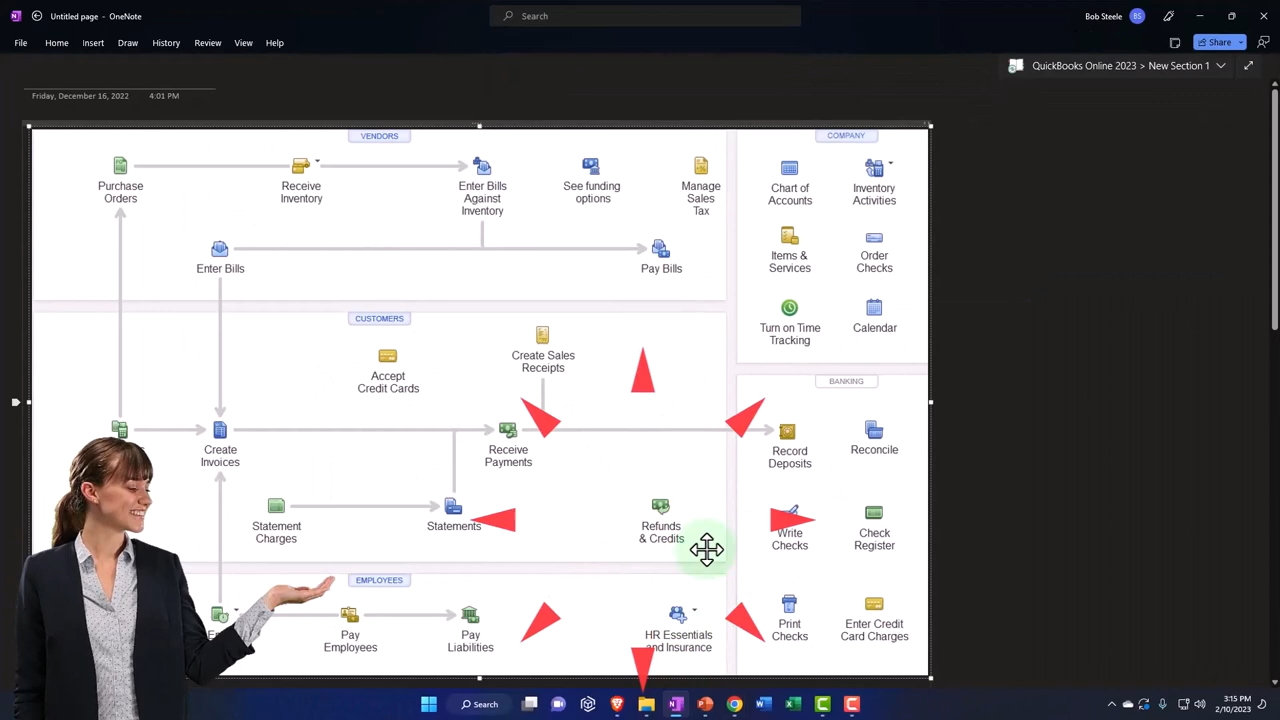 Untitled page - OneNote
Search
Bob Steele
BS
File
Home
Insert
Draw
History
Review
View
Help
Share
QuickBooks Online 2023 > New Section 1
Friday, December 16, 2022
4:01 PM
VENDORS
Purchase
Orders
Receive
Inventory
Enter Bills
Against
Inventory
See funding
options
Manage
Sales
Tax
Enter Bills
Pay Bills
COMPANY
Chart of
Accounts
Inventory
Activities
Items &
Services
Order
Checks
Turn on Time
Tracking
Calendar
CUSTOMERS
Create Sales
Receipts
Accept
Credit Cards
Create
Invoices
Receive
Payments
Statement
Charges
Statements
Refunds
& Credits
BANKING
Record
Deposits
Reconcile
Write
Checks
Check
Register
Print
Checks
Enter Credit
Card Charges
EMPLOYEES
Pay
Employees
Pay
Liabilities
HR Essentials
and Insurance
Search
3:15 PM
2/10/2023